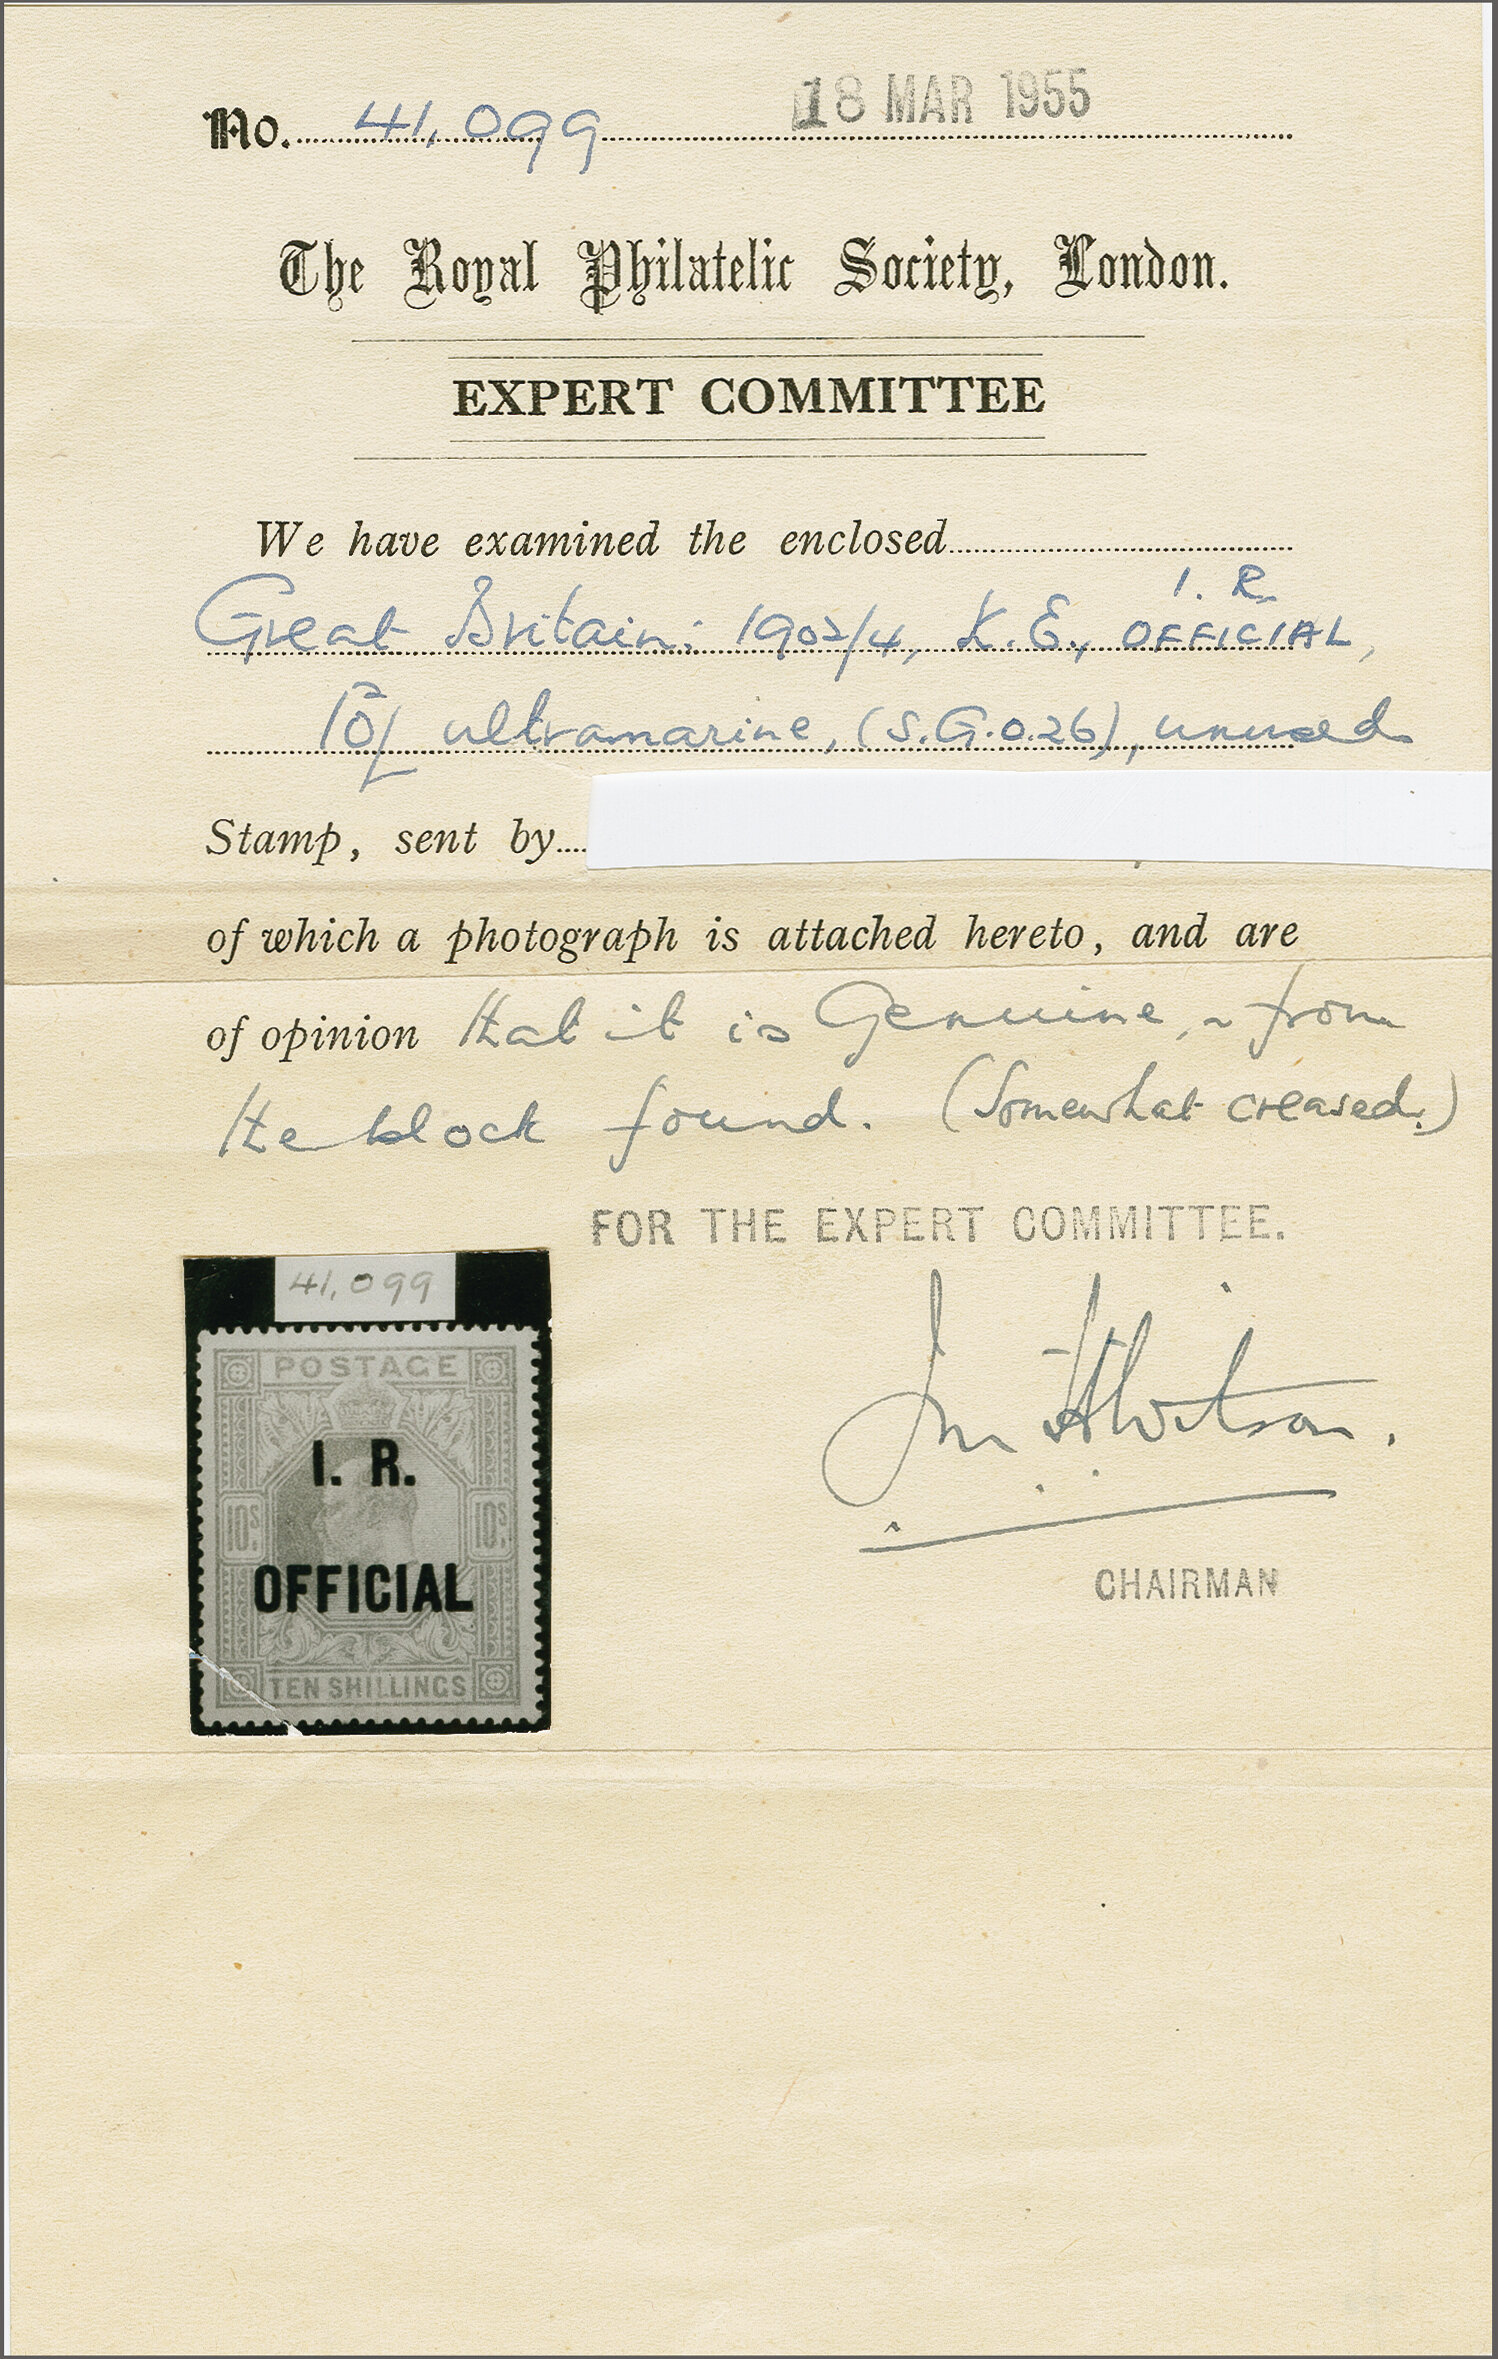 No. 41,099 18 MAR 1955
The Royal Philatelic Society, London.
EXPERT COMMITTEE
We have examined the enclosed
I. R.
Great Britain: 1902/4, K.E., OFFICIAL,
10/- ultramarine, (S.G.O.26), unused
Stamp, sent by
of which a photograph is attached hereto, and are
of opinion that it is Genuine, ~ from
the block found. (Somewhat creased.)
FOR THE EXPERT COMMITTEE.
41,099
POSTAGE
I. R.
10s. 10s.
OFFICIAL
TEN SHILLINGS
Wilson.
CHAIRMAN